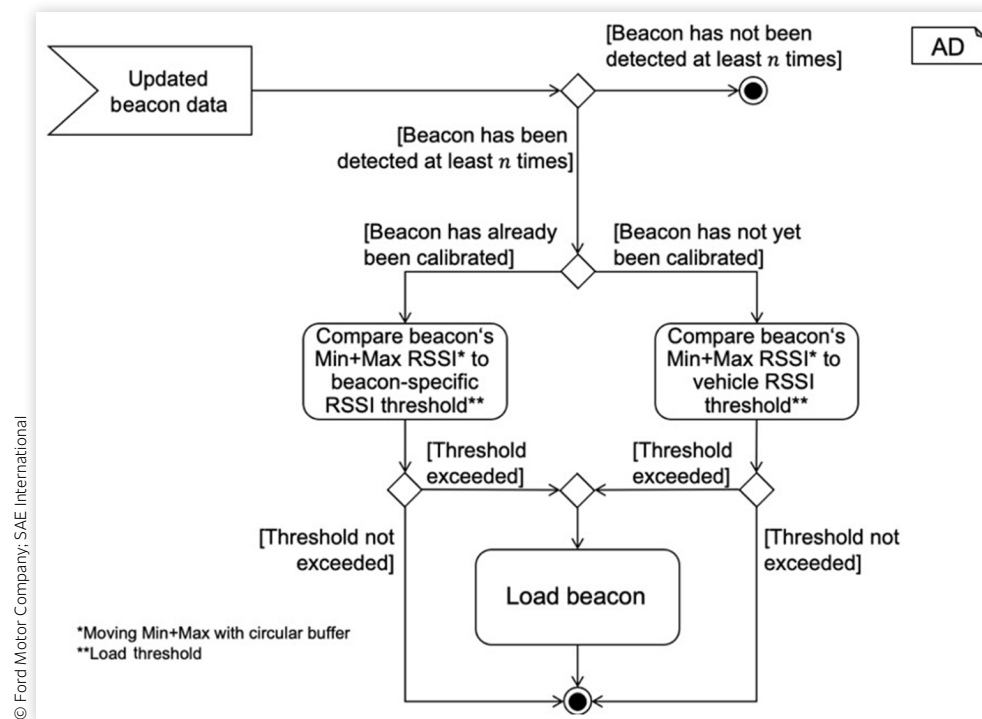 [Beacon has not been
detected at least n times]
AD
Updated
beacon data
[Beacon has been
detected at least n times]
[Beacon has already
been calibrated]
[Beacon has not yet
been calibrated]
Compare beacon‘s
Min+Max RSSI* to
beacon-specific
RSSI threshold**
Compare beacon‘s
Min+Max RSSI* to
vehicle RSSI
threshold**
[Threshold
exceeded]
[Threshold
exceeded]
[Threshold not
exceeded]
[Threshold not
exceeded]
Load beacon
*Moving Min+Max with circular buffer
**Load threshold
© Ford Motor Company; SAE International